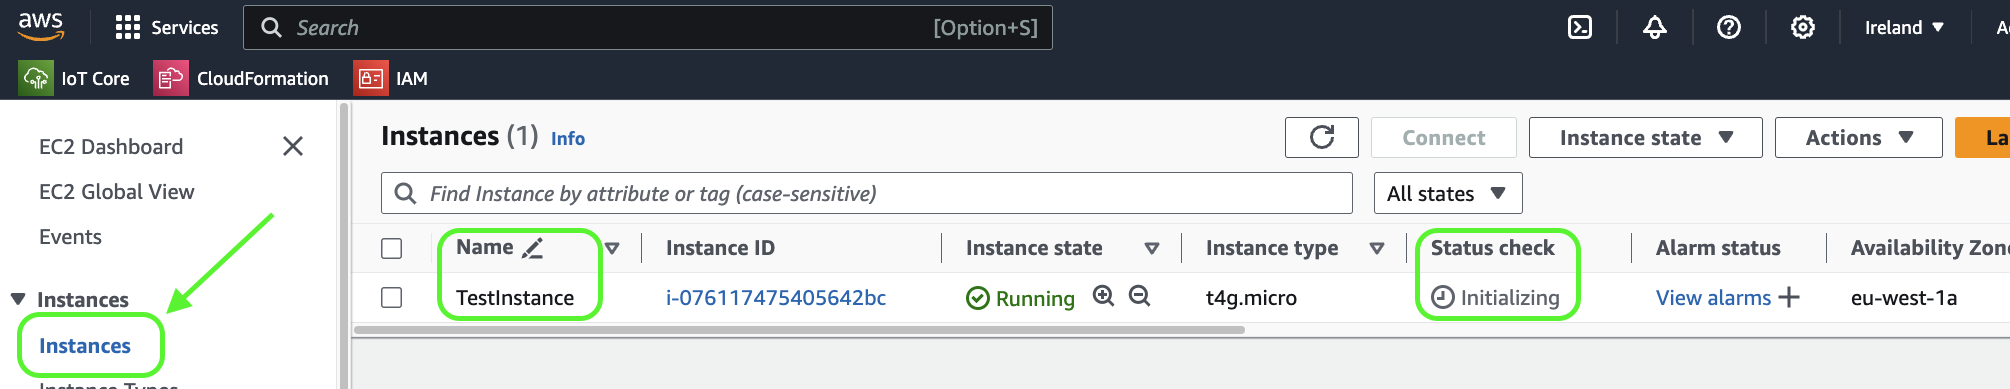 aws Services Search [Option+S] Ireland
IoT Core CloudFormation IAM
EC2 Dashboard
EC2 Global View
Events
Instances
Instances
Instance Types
Instances (1) Info Connect Instance state Actions
Find Instance by attribute or tag (case-sensitive) All states
Name Instance ID Instance state Instance type Status check Alarm status Availability Zon
TestInstance i-076117475405642bc Running t4g.micro Initializing View alarms eu-west-1a